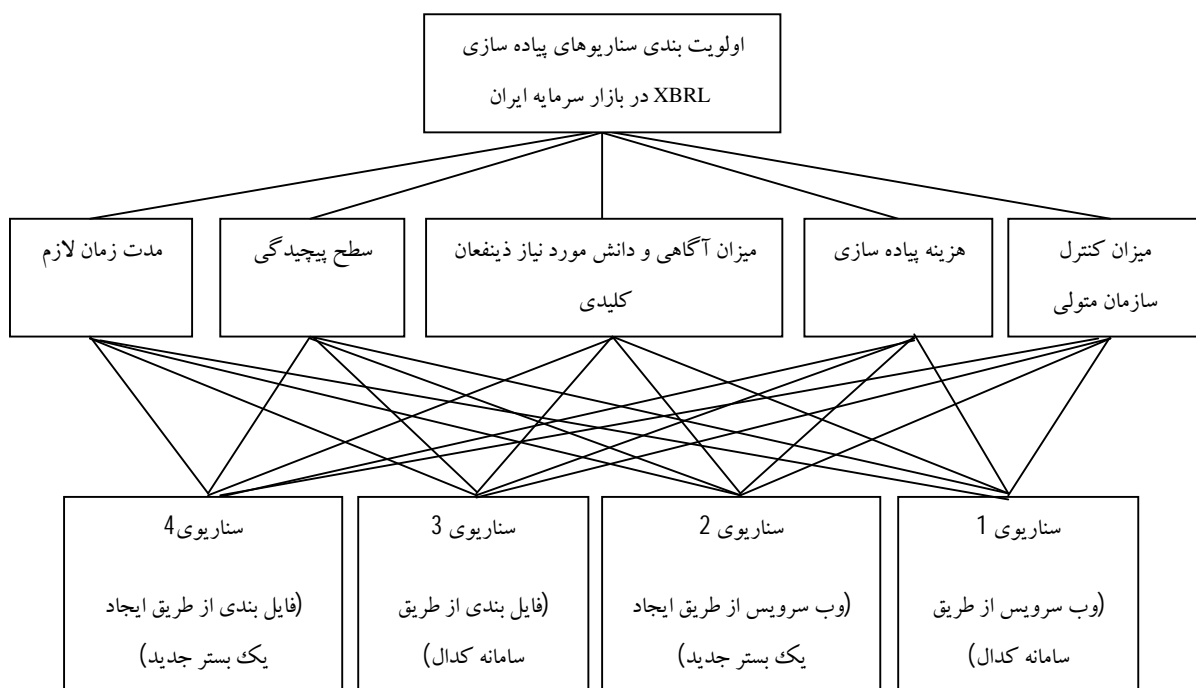 اولویت بندی سناریوهای پیاده سازی
XBRL در بازار سرمایه ایران
میزان کنترل
سازمان متولی
هزینه پیاده سازی
میزان آگاهی و دانش مورد نیاز ذینفعان
کلیدی
سطح پیچیدگی
مدت زمان لازم
سناریوی 1
(وب سرویس از طریق
سامانه کدال)
سناریوی 2
(وب سرویس از طریق ایجاد
یک بستر جدید)
سناریوی 3
(فایل بندی از طریق
سامانه کدال)
سناریوی4
(فایل بندی از طریق ایجاد
یک بستر جدید)